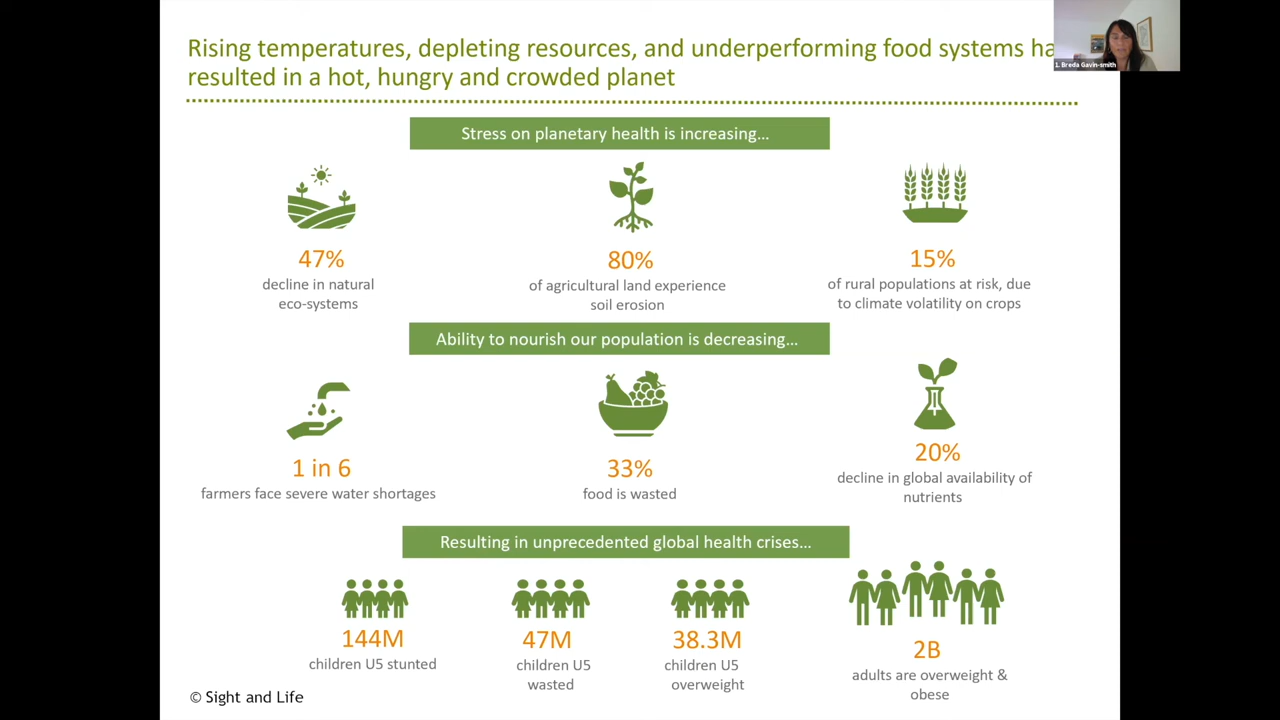 Rising temperatures, depleting resources, and underperforming food systems ha
resulted in a hot, hungry and crowded planet
1. Breda Gavin-smith
Stress on planetary health is increasing...
47%
decline in natural
eco-systems
80%
of agricultural land experience
soil erosion
15%
of rural populations at risk, due
to climate volatility on crops
Ability to nourish our population is decreasing...
1 in 6
farmers face severe water shortages
33%
food is wasted
20%
decline in global availability of
nutrients
Resulting in unprecedented global health crises...
144M
children U5 stunted
47M
children U5
wasted
38.3M
children U5
overweight
2B
adults are overweight &
obese
© Sight and Life